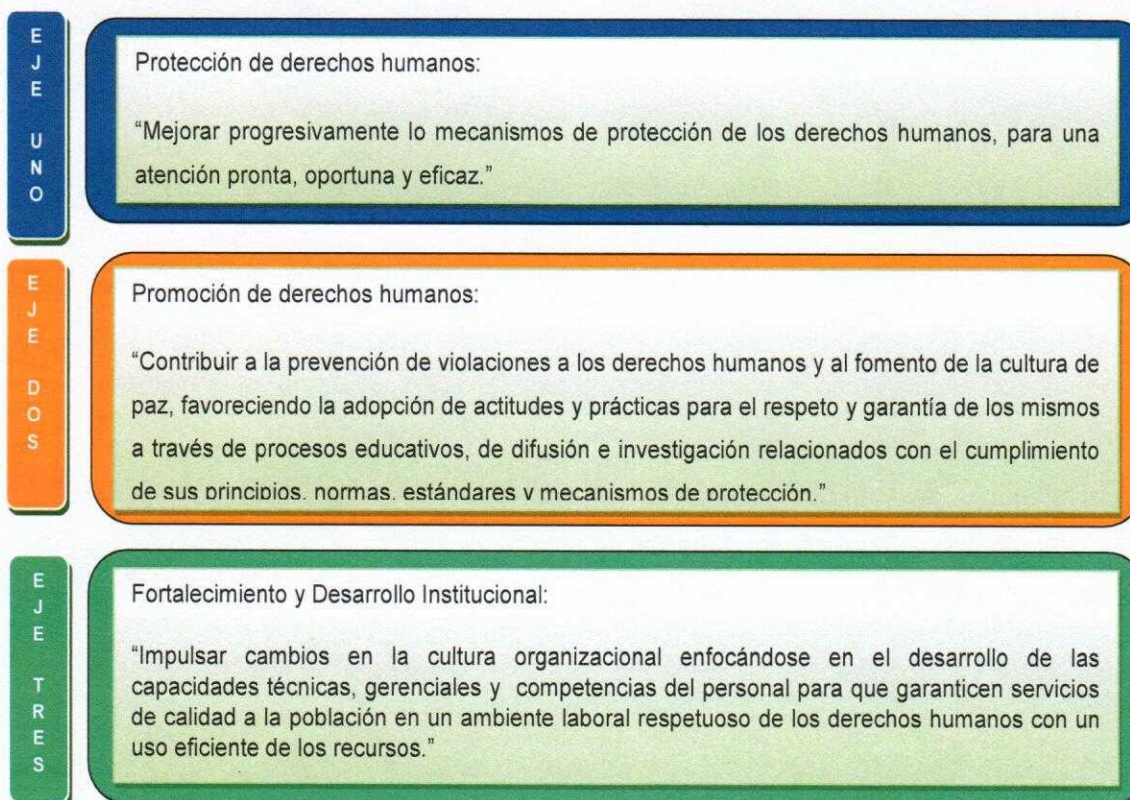 EJE UNO
Protección de derechos humanos:
“Mejorar progresivamente lo mecanismos de protección de los derechos humanos, para una
atención pronta, oportuna y eficaz.”
EJE DOS
Promoción de derechos humanos:
“Contribuir a la prevención de violaciones a los derechos humanos y al fomento de la cultura de
paz, favoreciendo la adopción de actitudes y prácticas para el respeto y garantía de los mismos
a través de procesos educativos, de difusión e investigación relacionados con el cumplimiento
de sus principios, normas, estándares y mecanismos de protección.”
EJE TRES
Fortalecimiento y Desarrollo Institucional:
“Impulsar cambios en la cultura organizacional enfocándose en el desarrollo de las
capacidades técnicas, gerenciales y competencias del personal para que garanticen servicios
de calidad a la población en un ambiente laboral respetuoso de los derechos humanos con un
uso eficiente de los recursos.”